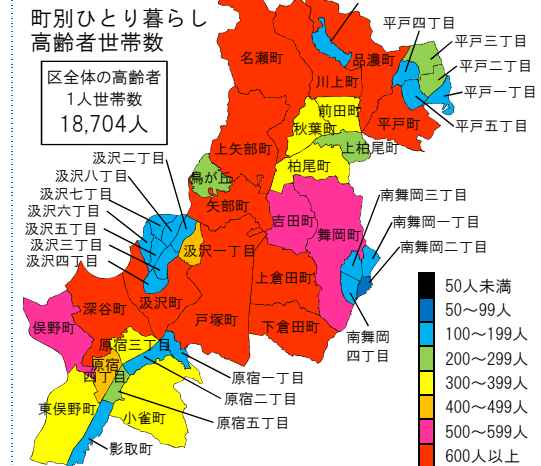 町別ひとり暮らし
高齢者世帯数
区全体の高齢者
1人世帯数
18,704人
名瀬町
品濃町
川上町
平戸四丁目
平戸三丁目
平戸二丁目
平戸一丁目
平戸五丁目
平戸町
前田町
秋葉町
上柏尾町
柏尾町
上矢部町
鳥が丘
矢部町
吉田町
舞岡町
南舞岡三丁目
南舞岡一丁目
南舞岡二丁目
南舞岡
四丁目
汲沢二丁目
汲沢八丁目
汲沢七丁目
汲沢六丁目
汲沢五丁目
汲沢三丁目
汲沢四丁目
汲沢一丁目
汲沢町
上倉田町
下倉田町
戸塚町
深谷町
俣野町
原宿三丁目
原宿
四丁目
原宿一丁目
原宿二丁目
原宿五丁目
東俣野町
小雀町
影取町
50人未満
50～99人
100～199人
200～299人
300～399人
400～499人
500～599人
600人以上